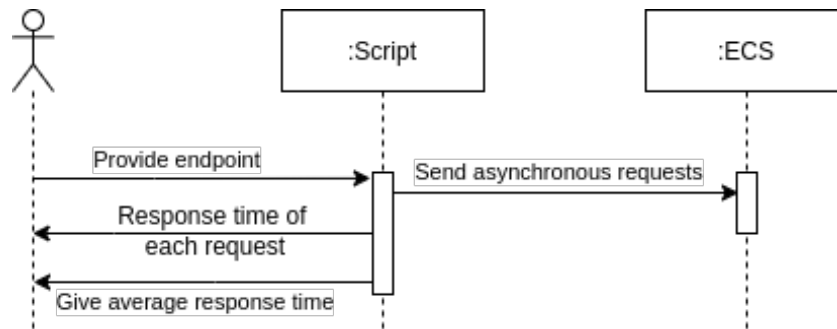 :Script
:ECS
Provide endpoint
Send asynchronous requests
Response time of
each request
Give average response time